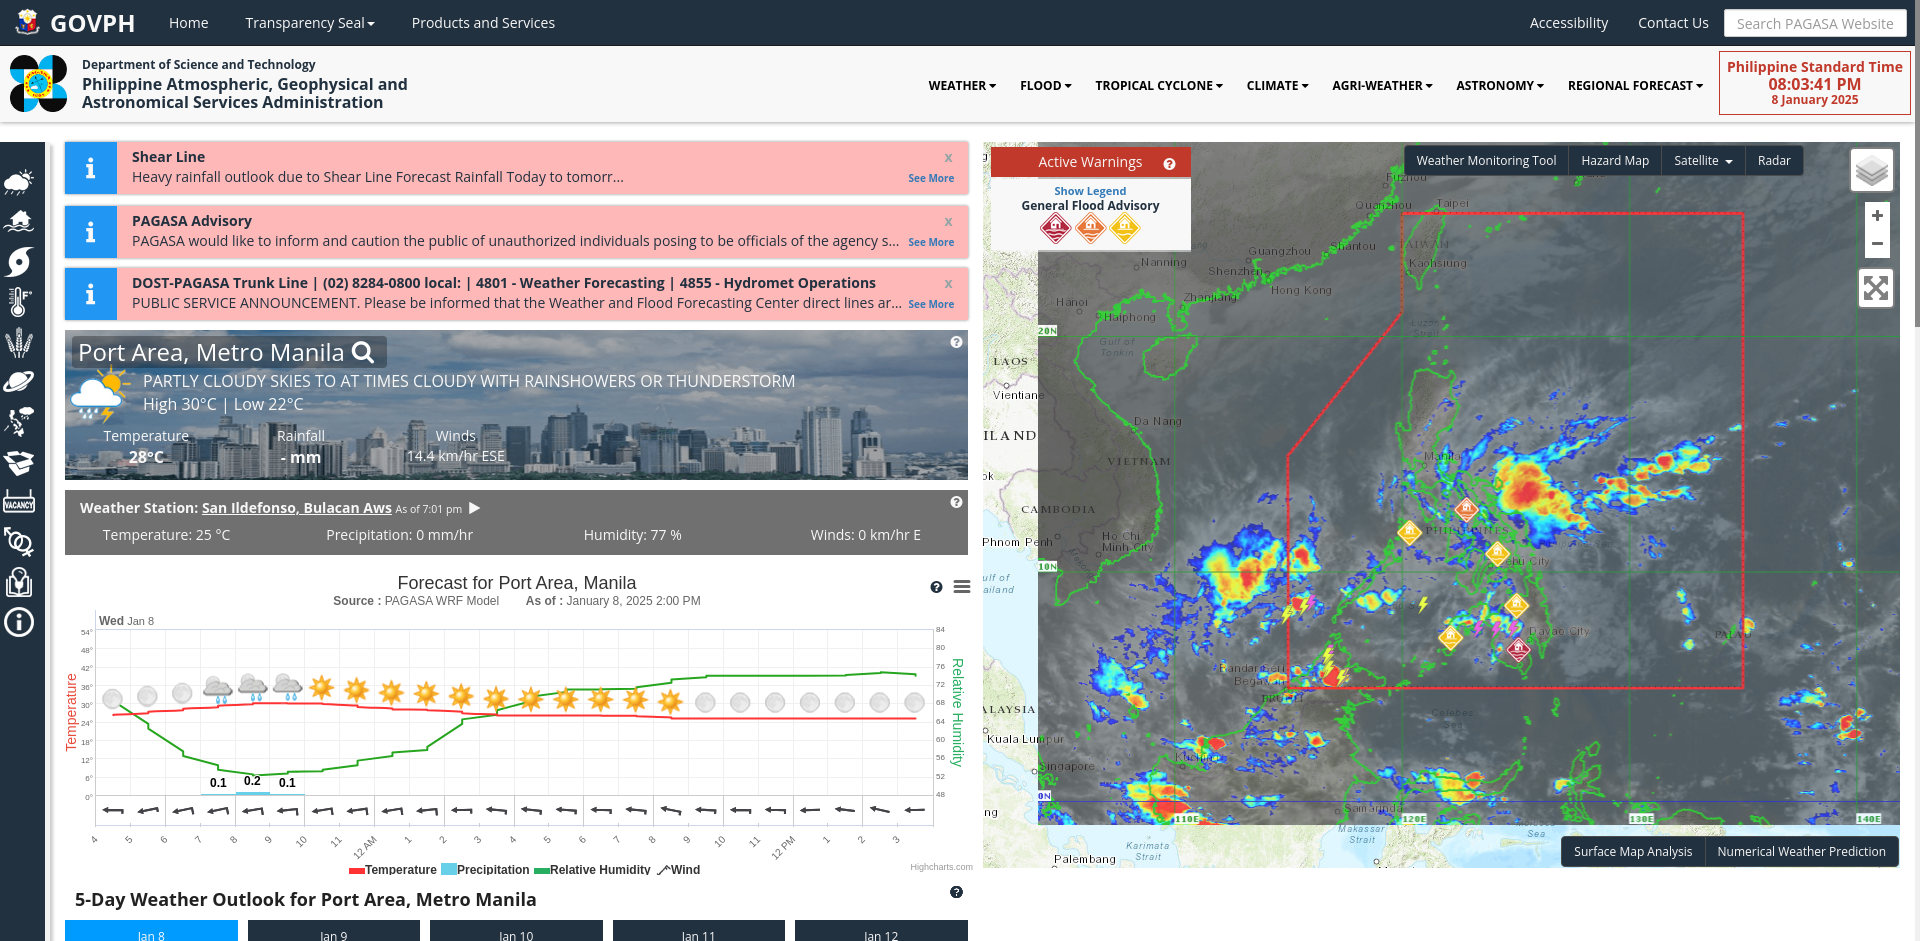 GOVPH
Home
Transparency Seal
Products and Services
Accessibility
Contact Us
Search PAGASA Website
Department of Science and Technology
Philippine Atmospheric, Geophysical and
Astronomical Services Administration
WEATHER
FLOOD
TROPICAL CYCLONE
CLIMATE
AGRI-WEATHER
ASTRONOMY
REGIONAL FORECAST
Philippine Standard Time
08:03:41 PM
8 January 2025
VACANCY
Shear Line
x
Heavy rainfall outlook due to Shear Line Forecast Rainfall Today to tomorr...
See More
PAGASA Advisory
x
PAGASA would like to inform and caution the public of unauthorized individuals posing to be officials of the agency s...
See More
DOST-PAGASA Trunk Line | (02) 8284-0800 local: | 4801 - Weather Forecasting | 4855 - Hydromet Operations
x
PUBLIC SERVICE ANNOUNCEMENT. Please be informed that the Weather and Flood Forecasting Center direct lines ar...
See More
Port Area, Metro Manila
PARTLY CLOUDY SKIES TO AT TIMES CLOUDY WITH RAINSHOWERS OR THUNDERSTORM
High 30°C | Low 22°C
Temperature
28°C
Rainfall
- mm
Winds
14.4 km/hr ESE
Weather Station: San Ildefonso, Bulacan Aws As of 7:01 pm
Temperature: 25 °C
Precipitation: 0 mm/hr
Humidity: 77 %
Winds: 0 km/hr E
Forecast for Port Area, Manila
Source : PAGASA WRF Model As of : January 8, 2025 2:00 PM
Wed Jan 8
Temperature
54°
48°
42°
36°
30°
24°
18°
12°
6°
0°
0.1
0.2
0.1
84
80
76
72
68
64
60
56
52
48
Relative Humidity
4
5
6
7
8
9
10
11
12 AM
1
2
3
4
5
6
7
8
9
10
11
12 PM
1
2
3
Temperature
Precipitation
Relative Humidity
Wind
Highcharts.com
5-Day Weather Outlook for Port Area, Metro Manila
Jan 8
Jan 9
Jan 10
Jan 11
Jan 12
Active Warnings
Show Legend
General Flood Advisory
Weather Monitoring Tool
Hazard Map
Satellite
Radar
+
−
Fuzhou
Quanzhou
Taipei
TAIWAN
Kaohsiung
Guangzhou
Shantou
Nanning
Shenzhen
Hong Kong
Zhanjiang
Hanoi
Haiphong
Gulf of
Tonkin
Luzon
Strait
20N
LAOS
Vientiane
Da Nang
ILAND
VIETNAM
Manila
ok
CAMBODIA
PHILIPPINES
Phnom Penh
Ho Chi
Minh City
Cebu City
10N
ulf of
ailand
Davao City
PALAU
Bandar Seri
Begawan
ALAYSIA
Celebes
Sea
Kuala Lumpur
Kuching
Singapore
0N
Samarinda
110E
120E
130E
140E
ng
Makassar
Strait
Sea
Karimata
Strait
Palembang
Surface Map Analysis
Numerical Weather Prediction